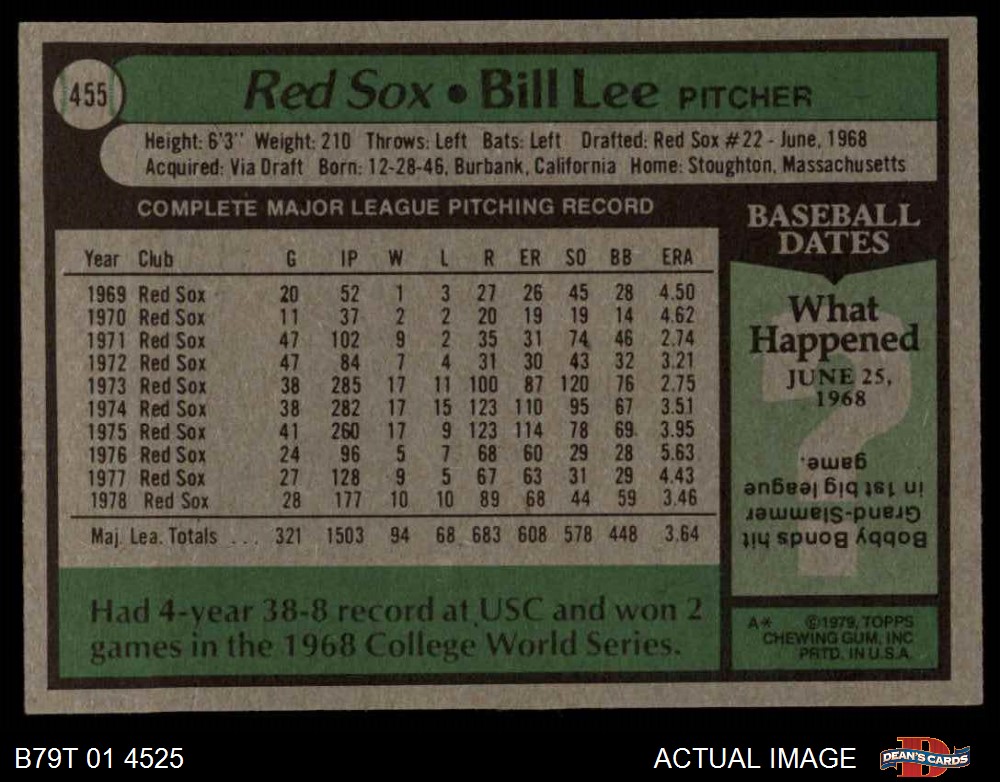 455
Red Sox • Bill Lee PITCHER
Height: 6'3" Weight: 210 Throws: Left Bats: Left Drafted: Red Sox #22 - June, 1968
Acquired: Via Draft Born: 12-28-46, Burbank, California Home: Stoughton, Massachusetts
COMPLETE MAJOR LEAGUE PITCHING RECORD
Year Club G IP W L R ER SO BB ERA
1969 Red Sox 20 52 1 3 27 26 45 28 4.50
1970 Red Sox 11 37 2 2 20 19 19 14 4.62
1971 Red Sox 47 102 9 2 35 31 74 46 2.74
1972 Red Sox 47 84 7 4 31 30 43 32 3.21
1973 Red Sox 38 285 17 11 100 87 120 76 2.75
1974 Red Sox 38 282 17 15 123 110 95 67 3.51
1975 Red Sox 41 260 17 9 123 114 78 69 3.95
1976 Red Sox 24 96 5 7 68 60 29 28 5.63
1977 Red Sox 27 128 9 5 67 63 31 29 4.43
1978 Red Sox 28 177 10 10 89 68 44 59 3.46
Maj. Lea. Totals ... 321 1503 94 68 683 608 578 448 3.64
Had 4-year 38-8 record at USC and won 2
games in the 1968 College World Series.
BASEBALL
DATES
What
Happened
JUNE 25,
1968
?
Bobby Bonds hit
Grand-Slammer
in 1st big league
game.
A* ©1979, TOPPS
CHEWING GUM, INC
PRTD. IN U.S.A.
B79T 01 4525
ACTUAL IMAGE
D
DEAN'S CARDS